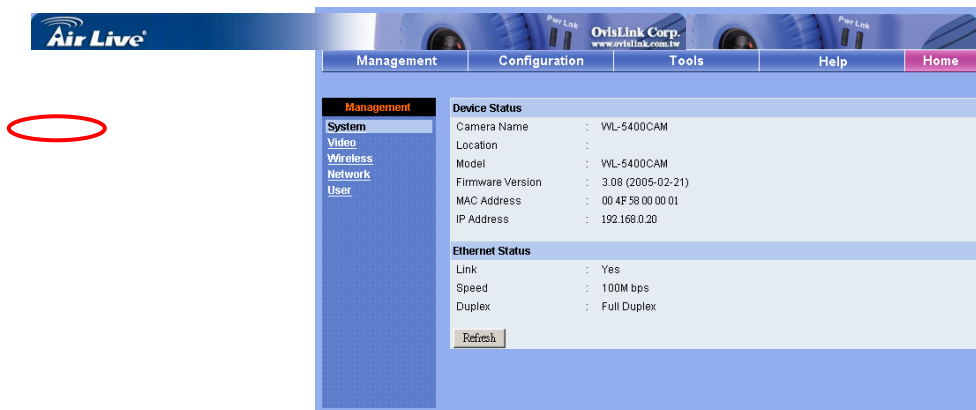 Air Live®
Pwr Lnk
OvisLink Corp.
www.ovislink.com.tw
Pwr Lnk
Management Configuration Tools Help Home
Management
System
Video
Wireless
Network
User
Device Status
Camera Name : WL-5400CAM
Location :
Model : WL-5400CAM
Firmware Version : 3.08 (2005-02-21)
MAC Address : 00 4F 58 00 00 01
IP Address : 192.168.0.20
Ethernet Status
Link : Yes
Speed : 100M bps
Duplex : Full Duplex
Refresh